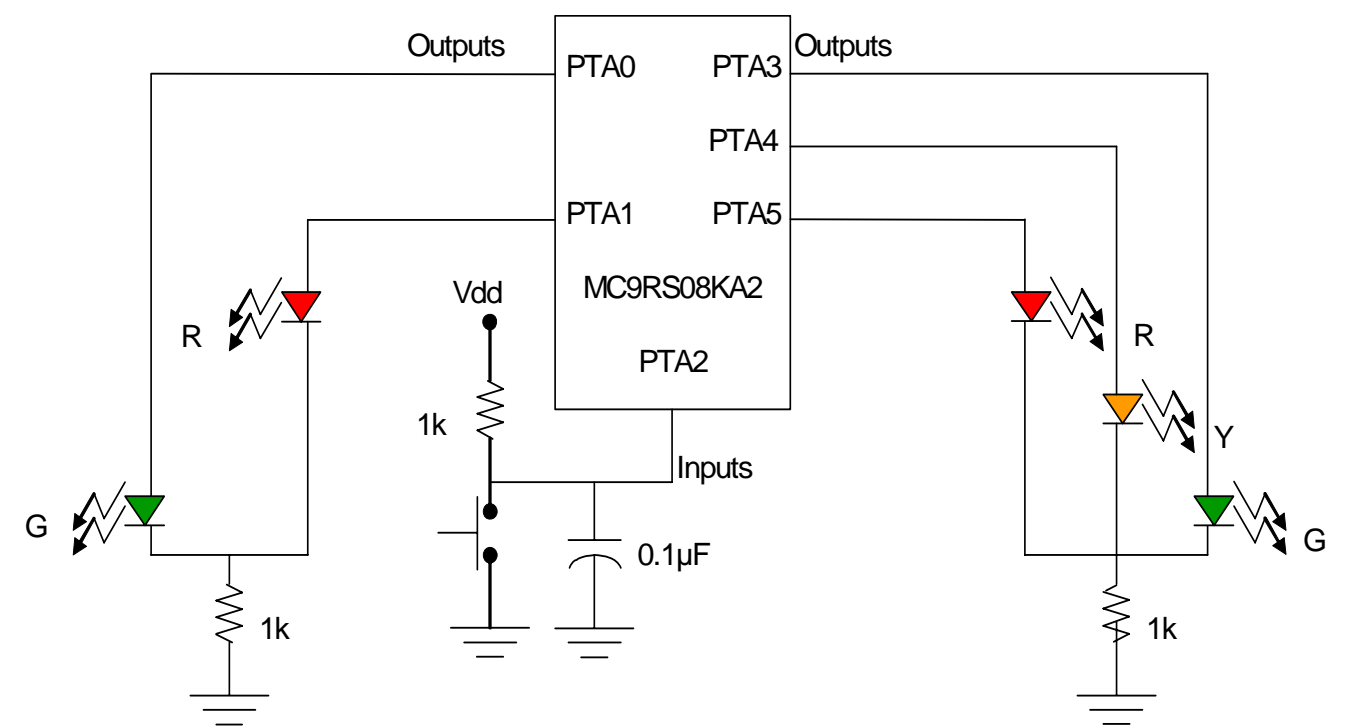 Outputs
Outputs
PTA0
PTA3
PTA4
PTA1
PTA5
MC9RS08KA2
Vdd
R
R
PTA2
1k
Y
Inputs
G
G
0.1µF
1k
1k